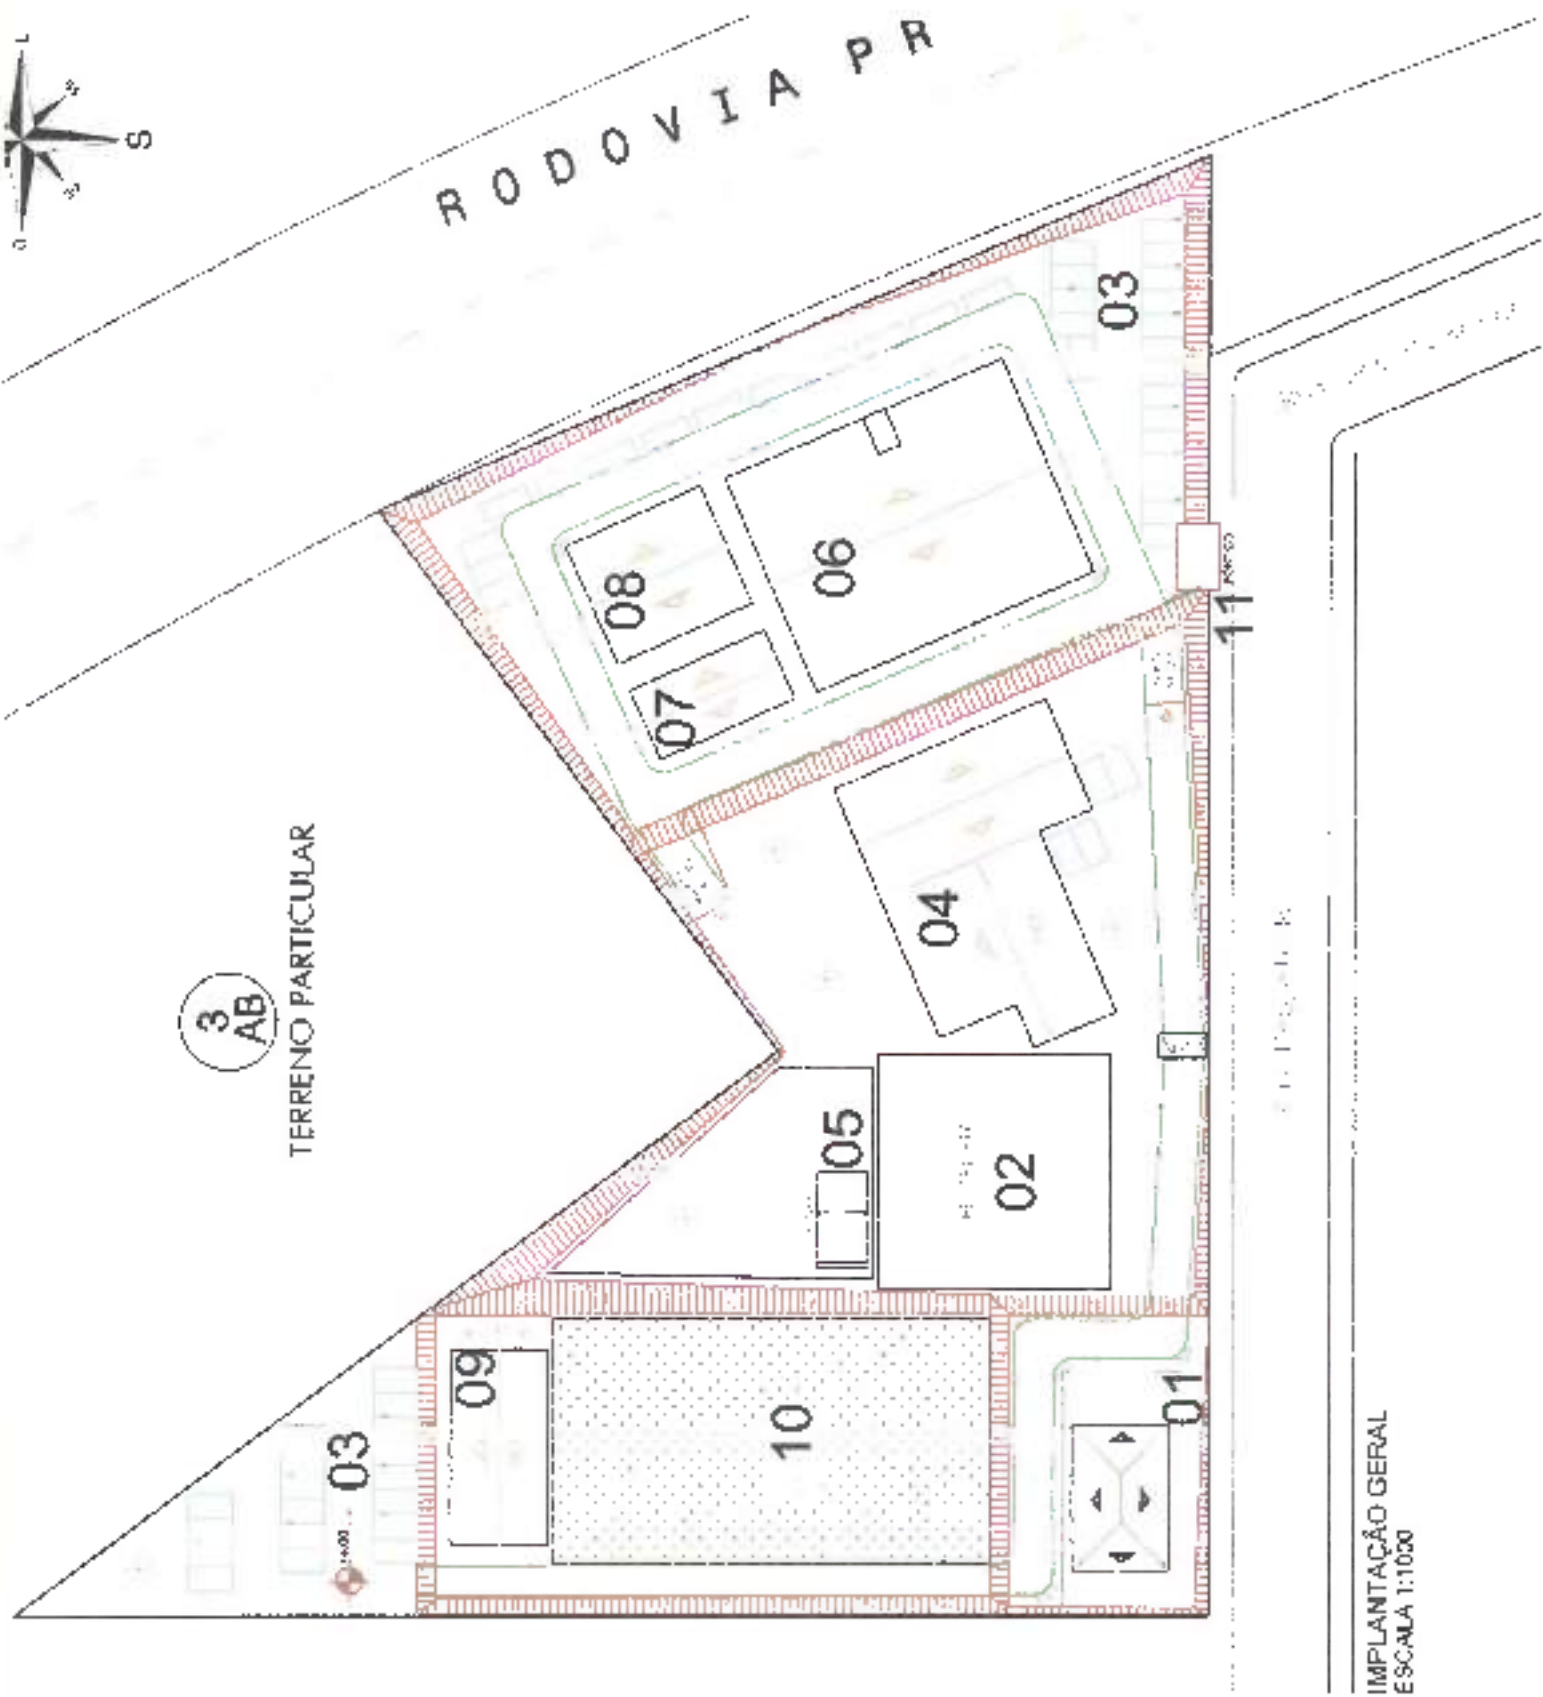 L
S
O
RODOVIA PR
03
08
06
07
11
ACESSO
04
3
AB
TERRENO PARTICULAR
05
02
09
03
10
01
IMPLANTAÇÃO GERAL
ESCALA 1:1000